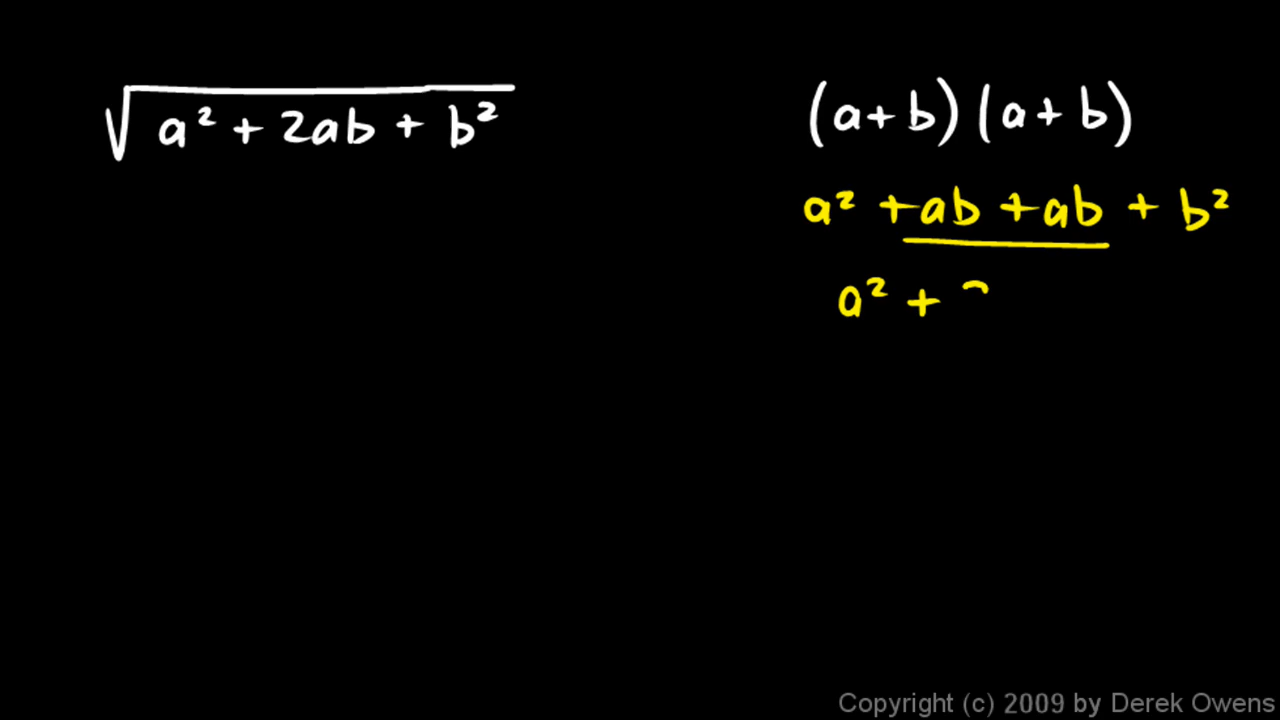 √(a² + 2ab + b²)
(a+b)(a+b)
a² +ab +ab + b²
a² +
Copyright (c) 2009 by Derek Owens